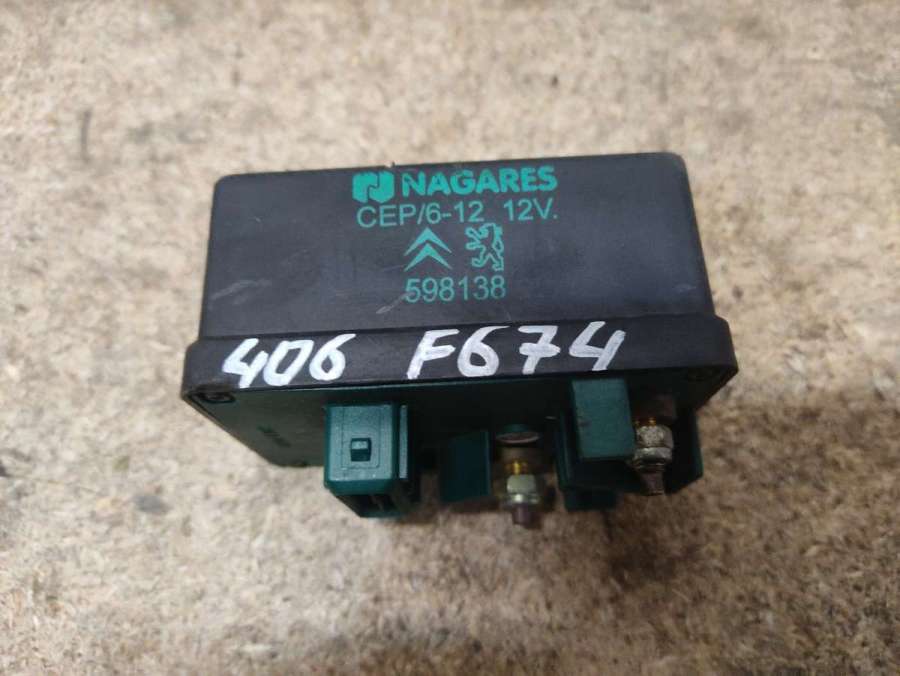 NAGARES
CEP/6-12 12V.
598138
406 F674